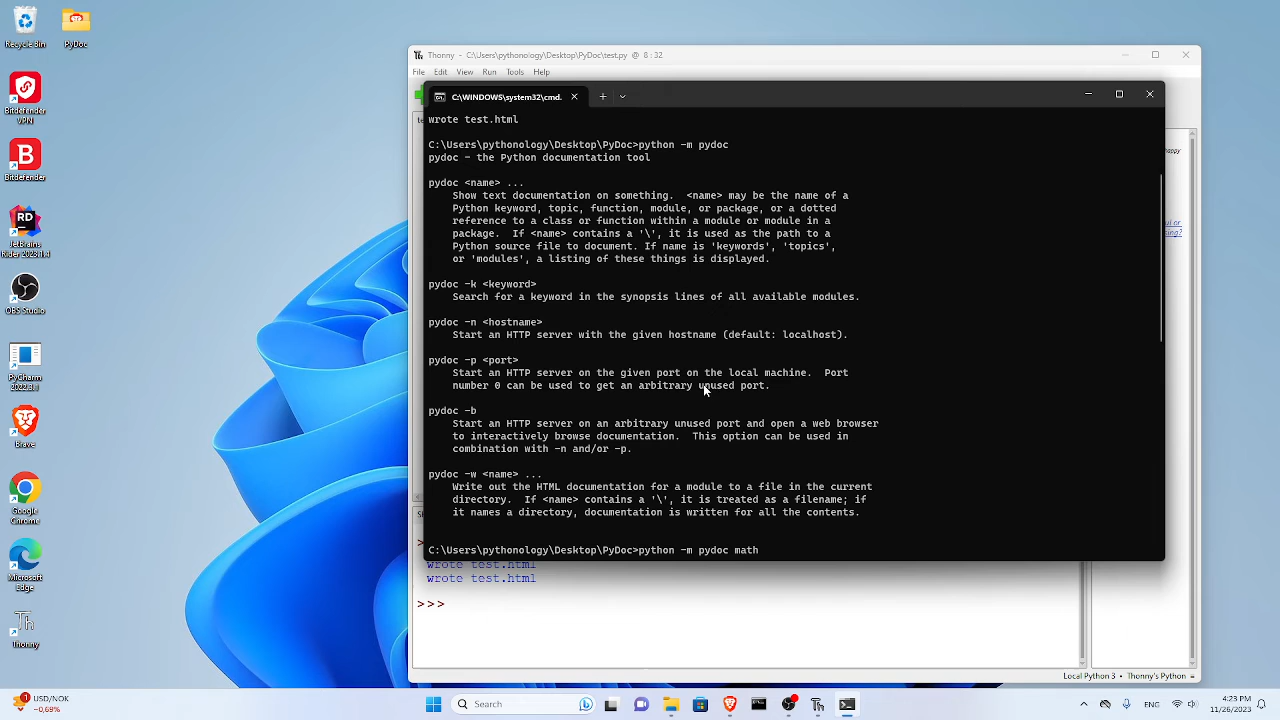 Recycle Bin
PyDoc
Bitdefender
VPN
Bitdefender
Jetbrains
Rider 2023.1.4
OBS Studio
PyCharm
2022.3.1
Brave
Google
Chrome
Microsoft
Edge
Thonny
Thonny - C:\Users\pythonology\Desktop\PyDoc\test.py @ 8:32
File Edit View Run Tools Help
C:\WINDOWS\system32\cmd.
wrote test.html
C:\Users\pythonology\Desktop\PyDoc>python -m pydoc
pydoc - the Python documentation tool
pydoc <name> ...
Show text documentation on something. <name> may be the name of a
Python keyword, topic, function, module, or package, or a dotted
reference to a class or function within a module or module in a
package. If <name> contains a '\', it is used as the path to a
Python source file to document. If name is 'keywords', 'topics',
or 'modules', a listing of these things is displayed.
pydoc -k <keyword>
Search for a keyword in the synopsis lines of all available modules.
pydoc -n <hostname>
Start an HTTP server with the given hostname (default: localhost).
pydoc -p <port>
Start an HTTP server on the given port on the local machine. Port
number 0 can be used to get an arbitrary unused port.
pydoc -b
Start an HTTP server on an arbitrary unused port and open a web browser
to interactively browse documentation. This option can be used in
combination with -n and/or -p.
pydoc -w <name> ...
Write out the HTML documentation for a module to a file in the current
directory. If <name> contains a '\', it is treated as a filename; if
it names a directory, documentation is written for all the contents.
C:\Users\pythonology\Desktop\PyDoc>python -m pydoc math
wrote test.html
wrote test.html
>>>
Local Python 3 • Thonny's Python ≡
1
USD/NOK
-0,69%
Search
4:23 PM
11/26/2023